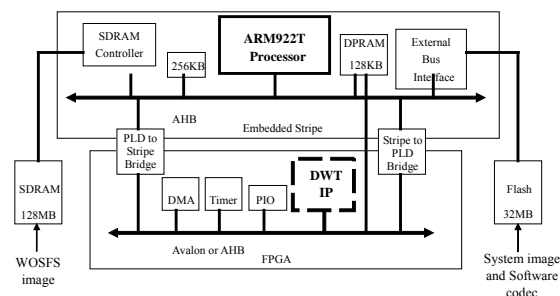 SDRAM
Controller
256KB
ARM922T
Processor
DPRAM
128KB
External
Bus
Interface
AHB
Embedded Stripe
PLD to
Stripe
Bridge
Stripe to
PLD
Bridge
SDRAM
128MB
DMA
Timer
PIO
DWT
IP
Flash
32MB
Avalon or AHB
FPGA
WOSFS
image
System image
and Software
codec